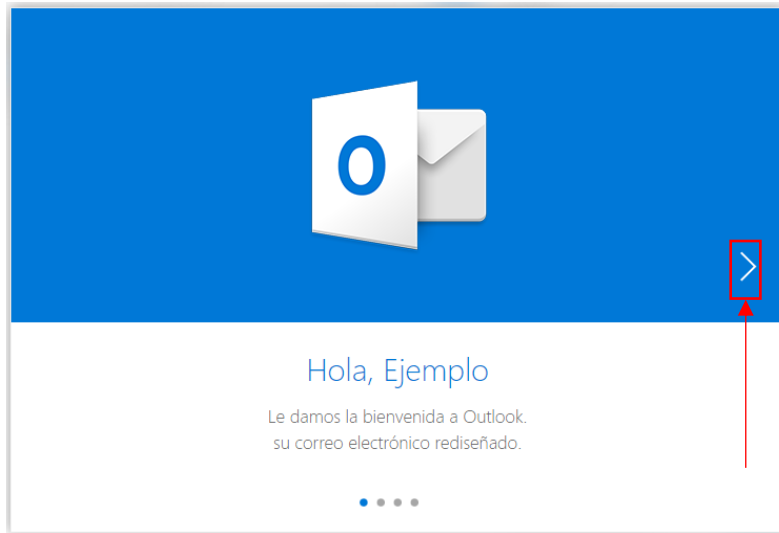 O
Hola, Ejemplo
Le damos la bienvenida a Outlook.
su correo electrónico rediseñado.